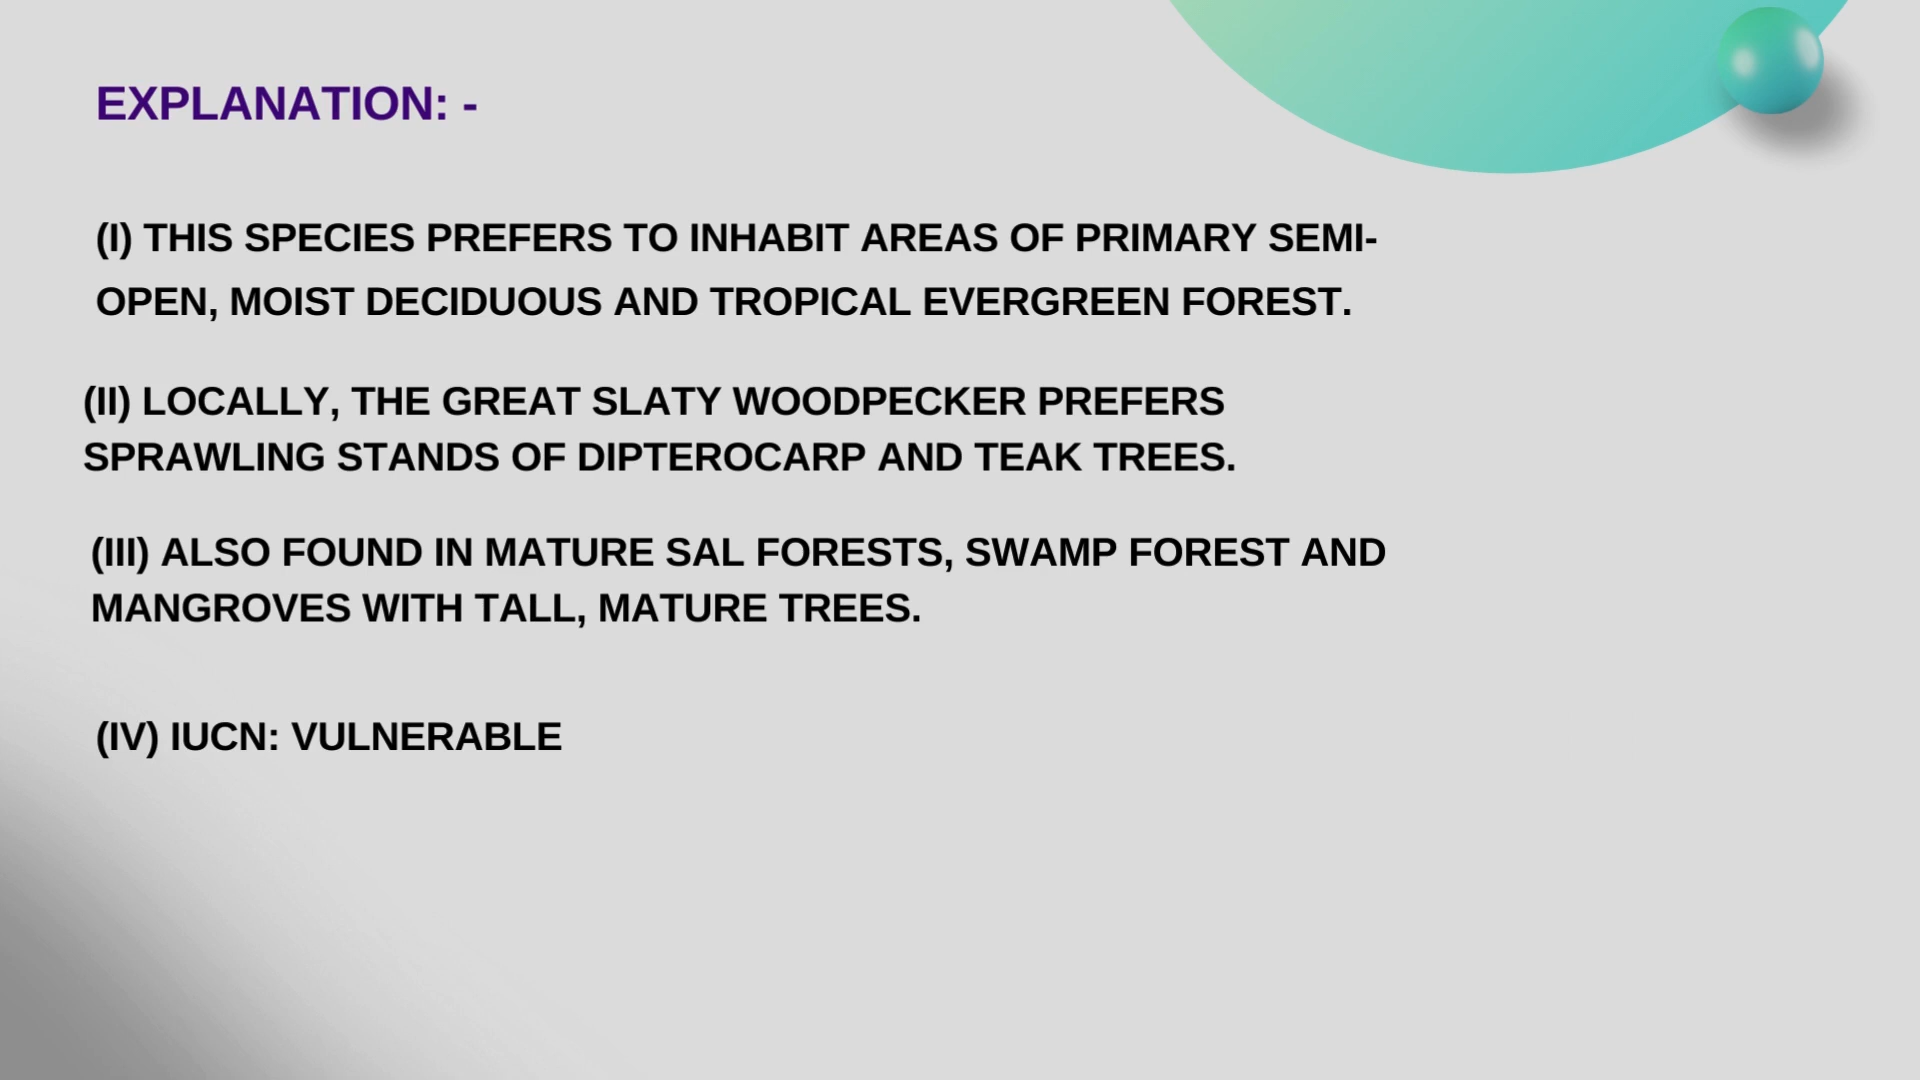 EXPLANATION: -
(I) THIS SPECIES PREFERS TO INHABIT AREAS OF PRIMARY SEMI-
OPEN, MOIST DECIDUOUS AND TROPICAL EVERGREEN FOREST.
(II) LOCALLY, THE GREAT SLATY WOODPECKER PREFERS
SPRAWLING STANDS OF DIPTEROCARP AND TEAK TREES.
(III) ALSO FOUND IN MATURE SAL FORESTS, SWAMP FOREST AND
MANGROVES WITH TALL, MATURE TREES.
(IV) IUCN: VULNERABLE